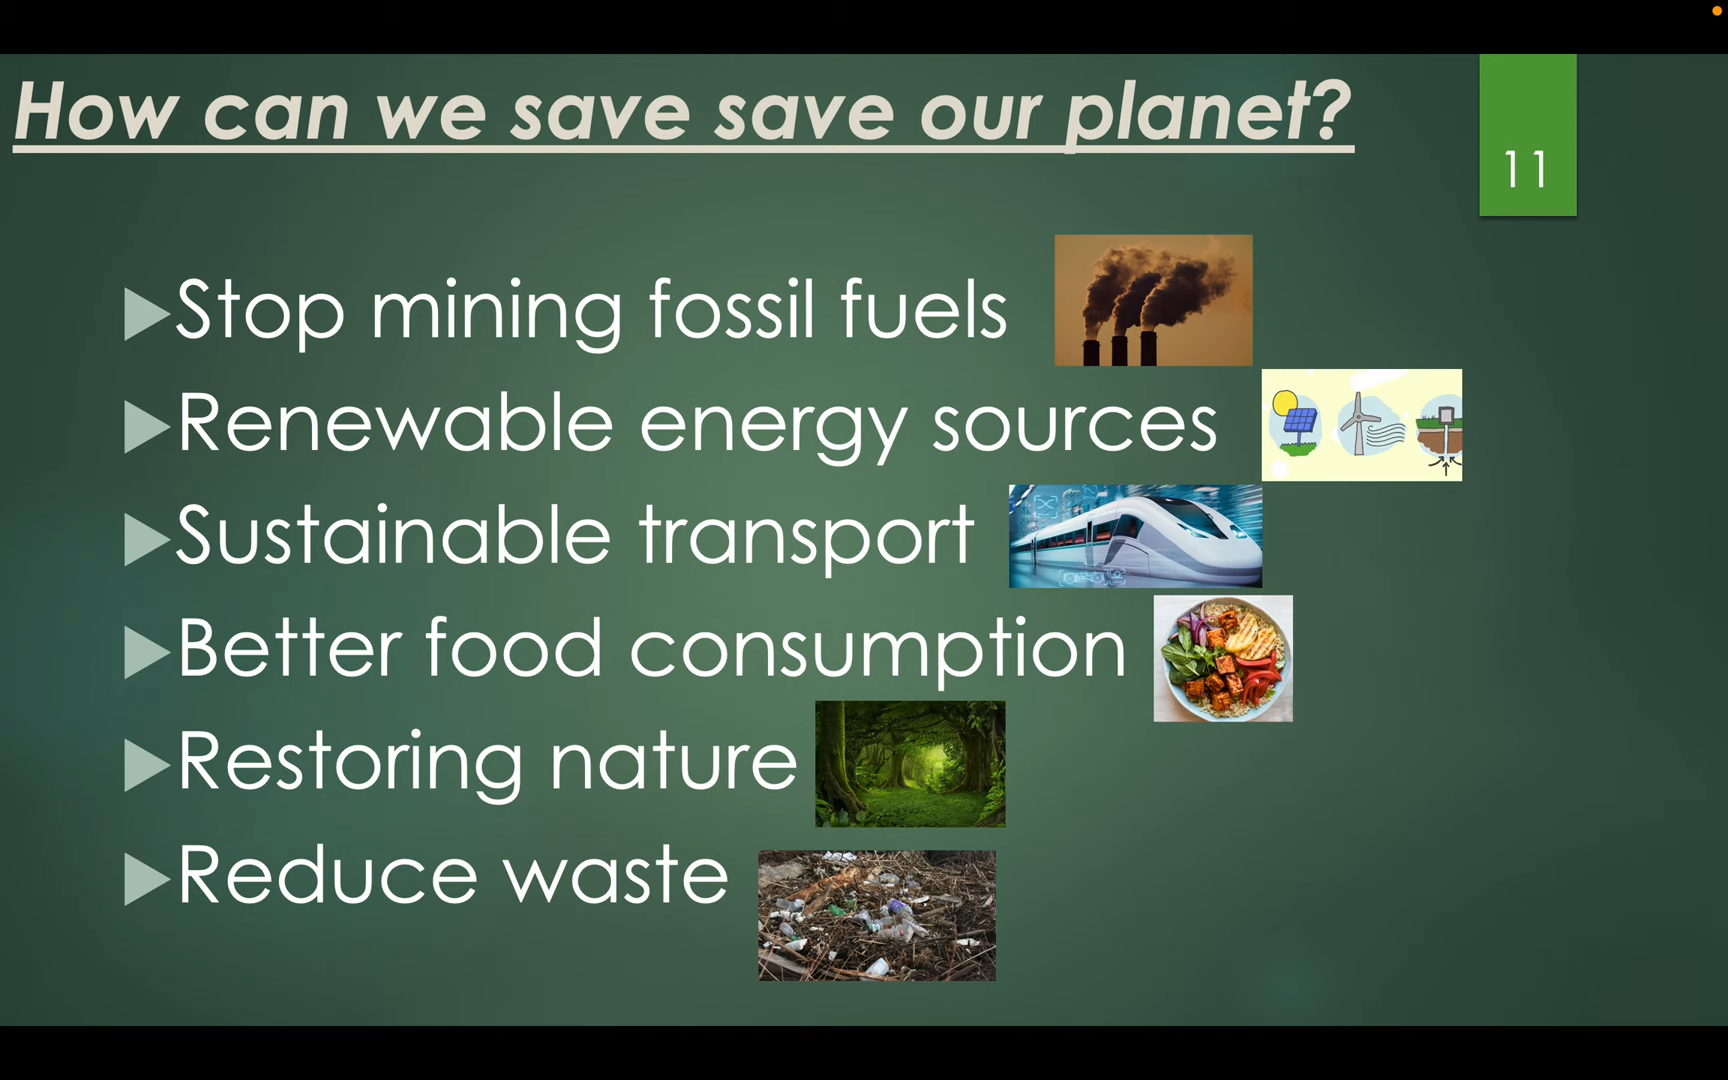 How can we save save our planet?
11
Stop mining fossil fuels
Renewable energy sources
Sustainable transport
Better food consumption
Restoring nature
Reduce waste